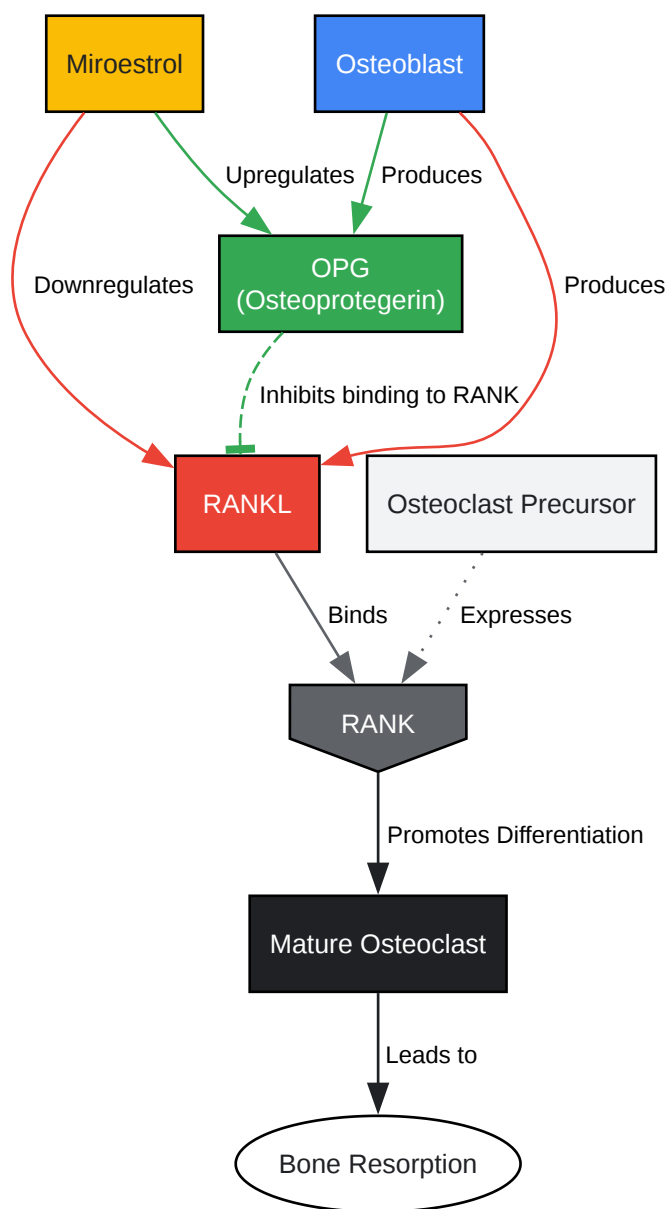 Miroestrol
Osteoblast
Upregulates
Produces
OPG
(Osteoprotegerin)
Downregulates
Produces
Inhibits binding to RANK
RANKL
Osteoclast Precursor
Binds
Expresses
RANK
Promotes Differentiation
Mature Osteoclast
Leads to
Bone Resorption